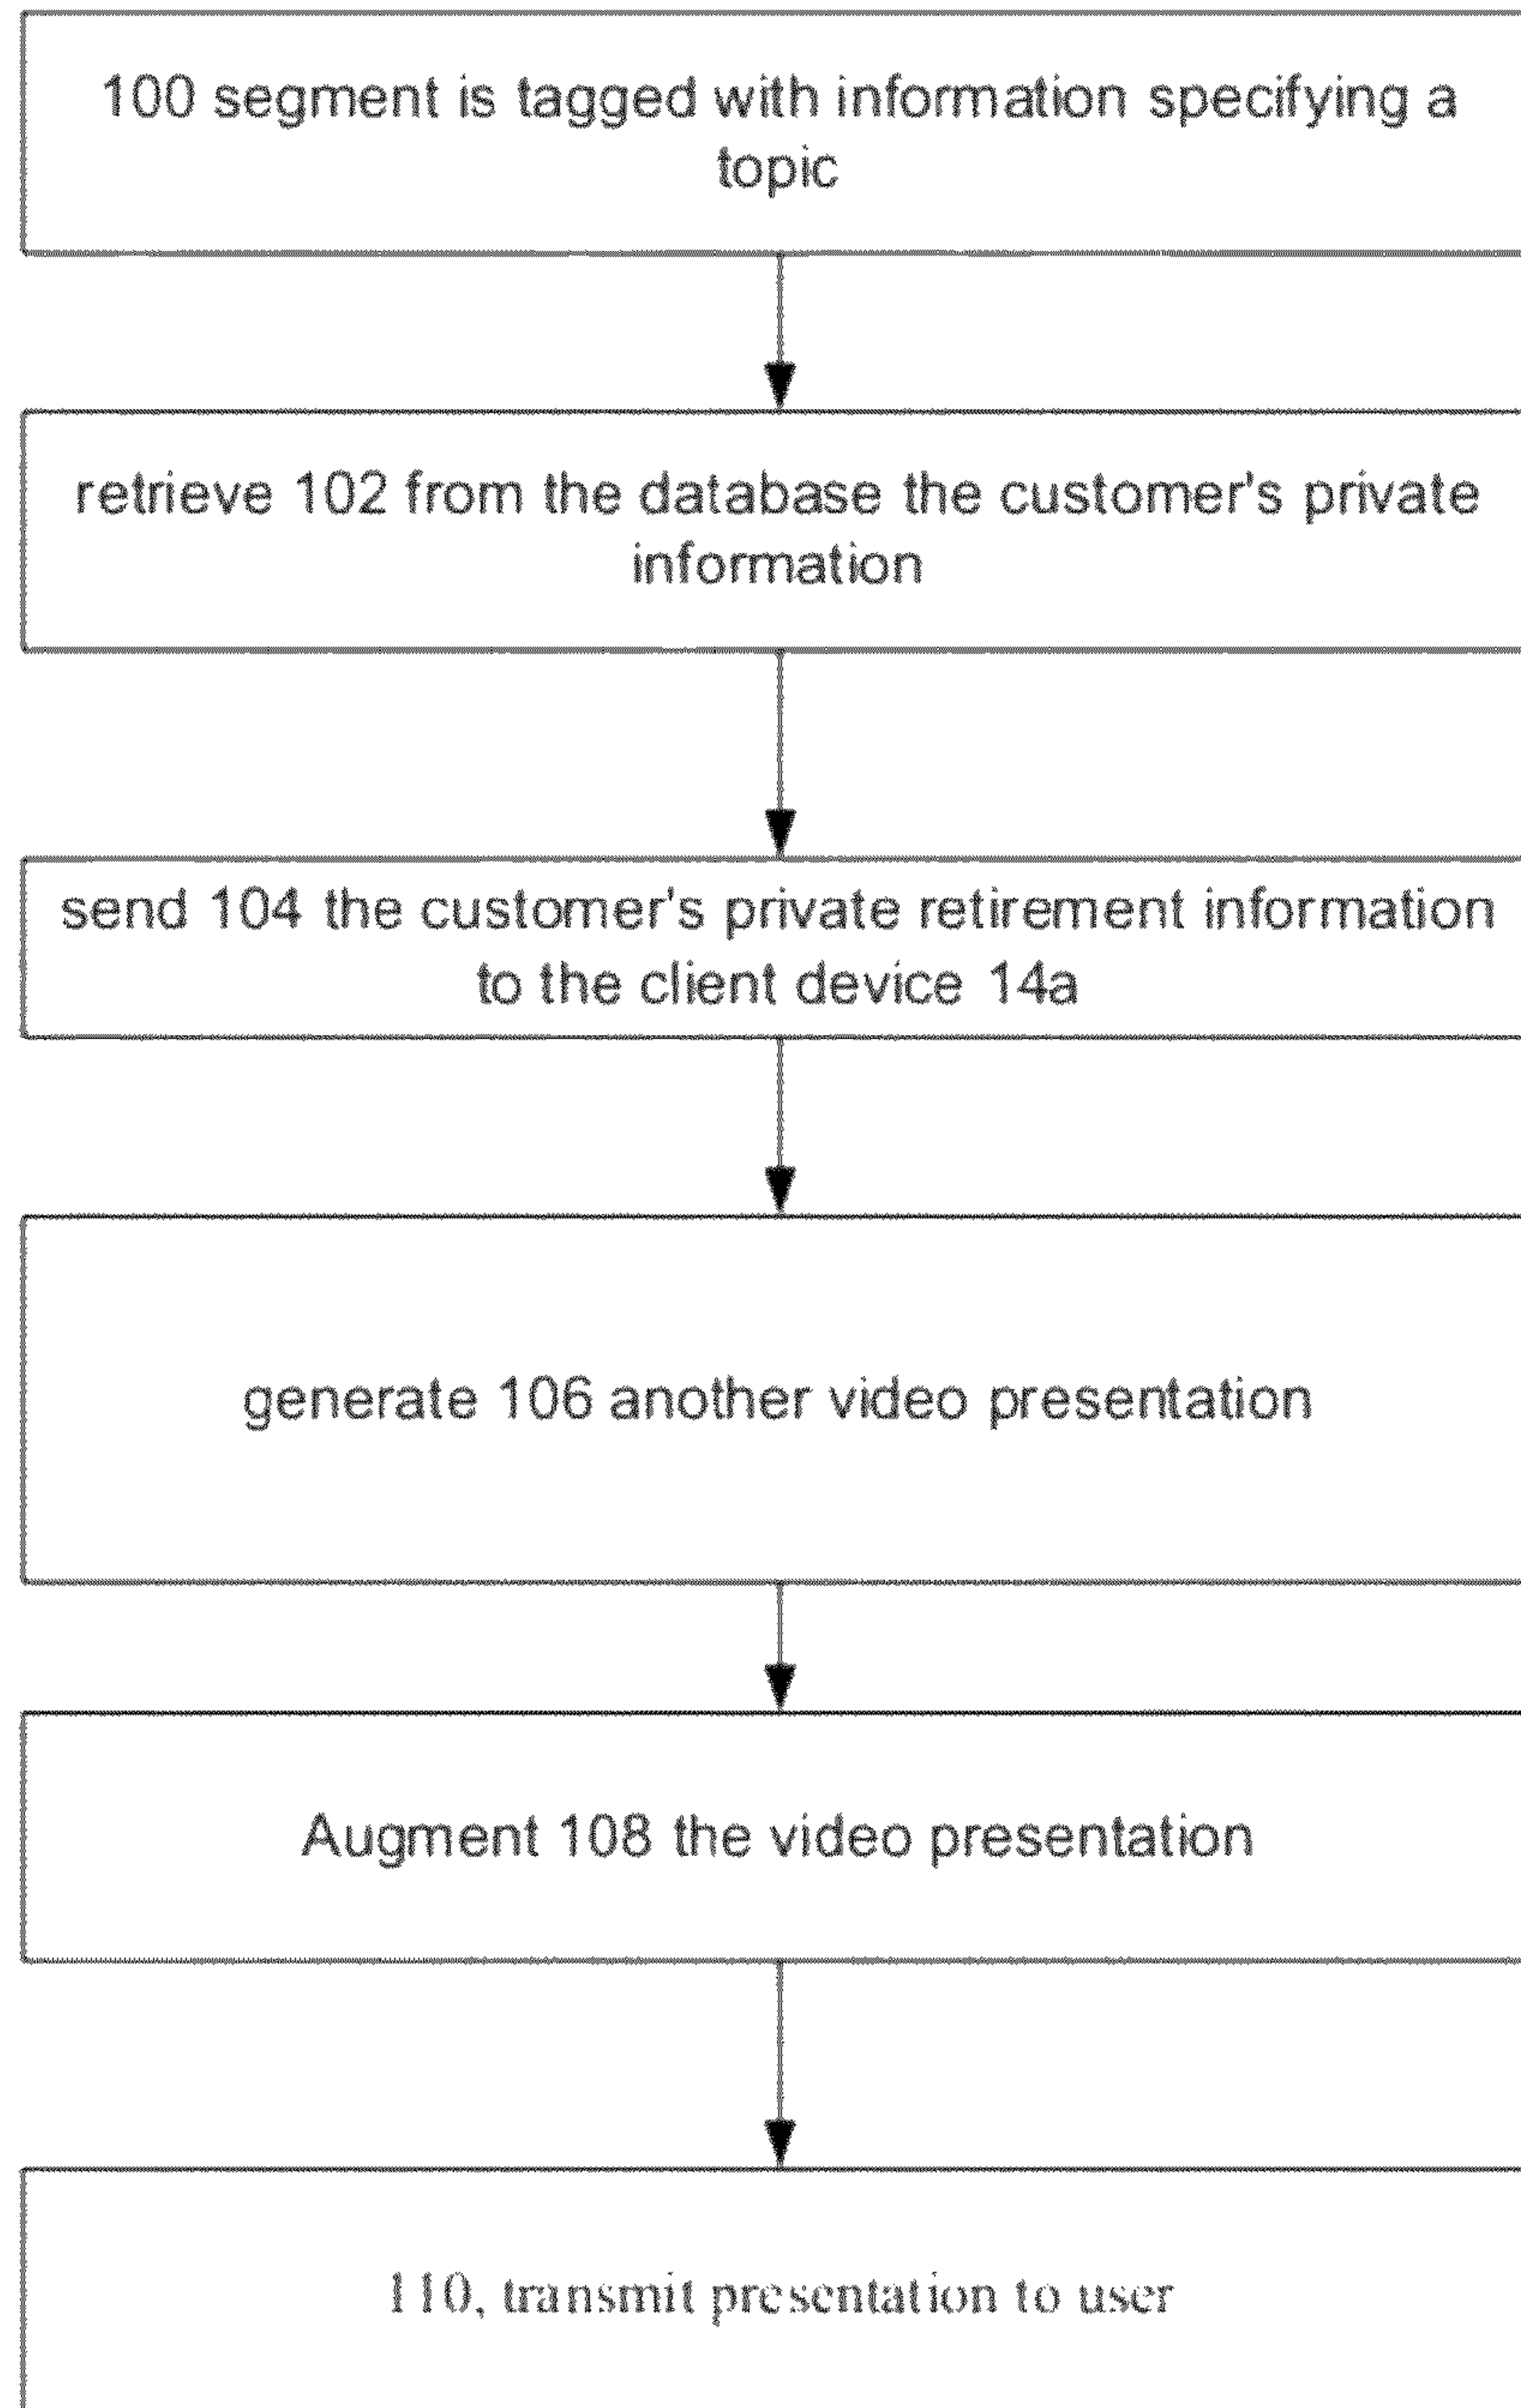 100 segment is tagged with information specifying a
topic
retrieve 102 from the database the customer's private
information
send 104 the customer's private retirement information
to the client device 14a
generate 106 another video presentation
Augment 108 the video presentation
110, transmit presentation to user